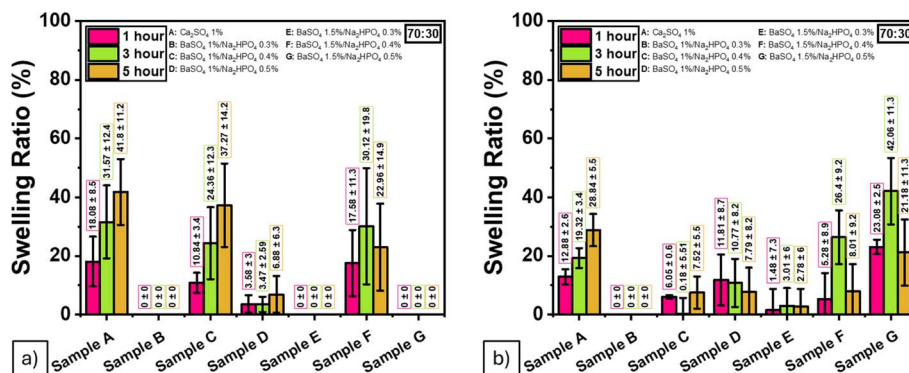 Swelling Ratio (%)
100
80
60
40
20
0
1 hour
3 hour
5 hour
A: Ca₂SO₄ 1%
B: BaSO₄ 1%/Na₂HPO₄ 0.3%
C: BaSO₄ 1%/Na₂HPO₄ 0.4%
D: BaSO₄ 1%/Na₂HPO₄ 0.5%
E: BaSO₄ 1.5%/Na₂HPO₄ 0.3%
F: BaSO₄ 1.5%/Na₂HPO₄ 0.4%
G: BaSO₄ 1.5%/Na₂HPO₄ 0.5%
70:30
18.08 ± 8.5
31.57 ± 12.4
41.8 ± 11.2
0 ± 0
0 ± 0
0 ± 0
10.84 ± 3.4
24.36 ± 12.3
37.27 ± 14.2
3.58 ± 3
3.47 ± 2.59
6.88 ± 6.3
0 ± 0
0 ± 0
0 ± 0
17.58 ± 11.3
30.12 ± 19.8
22.96 ± 14.9
0 ± 0
0 ± 0
0 ± 0
Sample A
Sample B
Sample C
Sample D
Sample E
Sample F
Sample G
a)
Swelling Ratio (%)
100
80
60
40
20
0
1 hour
3 hour
5 hour
A: Ca₂SO₄ 1%
B: BaSO₄ 1%/Na₂HPO₄ 0.3%
C: BaSO₄ 1%/Na₂HPO₄ 0.4%
D: BaSO₄ 1%/Na₂HPO₄ 0.5%
E: BaSO₄ 1.5%/Na₂HPO₄ 0.3%
F: BaSO₄ 1.5%/Na₂HPO₄ 0.4%
G: BaSO₄ 1.5%/Na₂HPO₄ 0.5%
70:30
12.88 ± 2.6
19.32 ± 3.4
28.84 ± 5.5
0 ± 0
0 ± 0
0 ± 0
6.05 ± 0.6
0.18 ± 5.51
7.52 ± 5.5
11.81 ± 8.7
10.77 ± 8.2
7.79 ± 8.2
1.48 ± 7.3
3.01 ± 6
2.78 ± 6
5.28 ± 8.9
26.4 ± 9.2
8.01 ± 9.2
23.08 ± 2.5
42.06 ± 11.3
21.18 ± 11.3
Sample A
Sample B
Sample C
Sample D
Sample E
Sample F
Sample G
b)